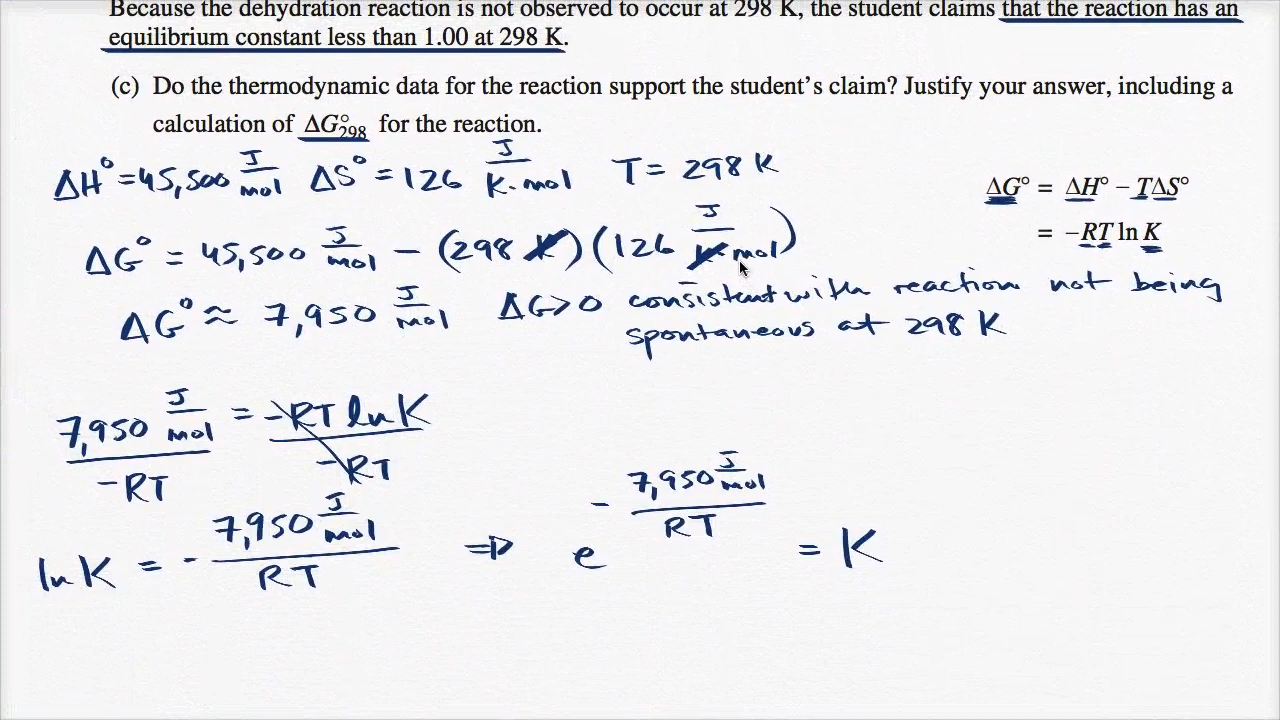 Because the dehydration reaction is not observed to occur at 298 K, the student claims that the reaction has an
equilibrium constant less than 1.00 at 298 K.
(c) Do the thermodynamic data for the reaction support the student's claim? Justify your answer, including a
calculation of ΔG°298 for the reaction.
ΔH° = 45,500 J/mol ΔS° = 126 J/K·mol T = 298 K
ΔG° = ΔH° − TΔS°
= −RT ln K
ΔG° = 45,500 J/mol − (298 K)(126 J/K·mol)
ΔG° ≈ 7,950 J/mol ΔG>0 consistent with reaction not being
spontaneous at 298 K
7,950 J/mol / −RT = −RT ln K / −RT
ln K = − 7,950 J/mol / RT ⇒ e^(− 7,950 J/mol / RT) = K